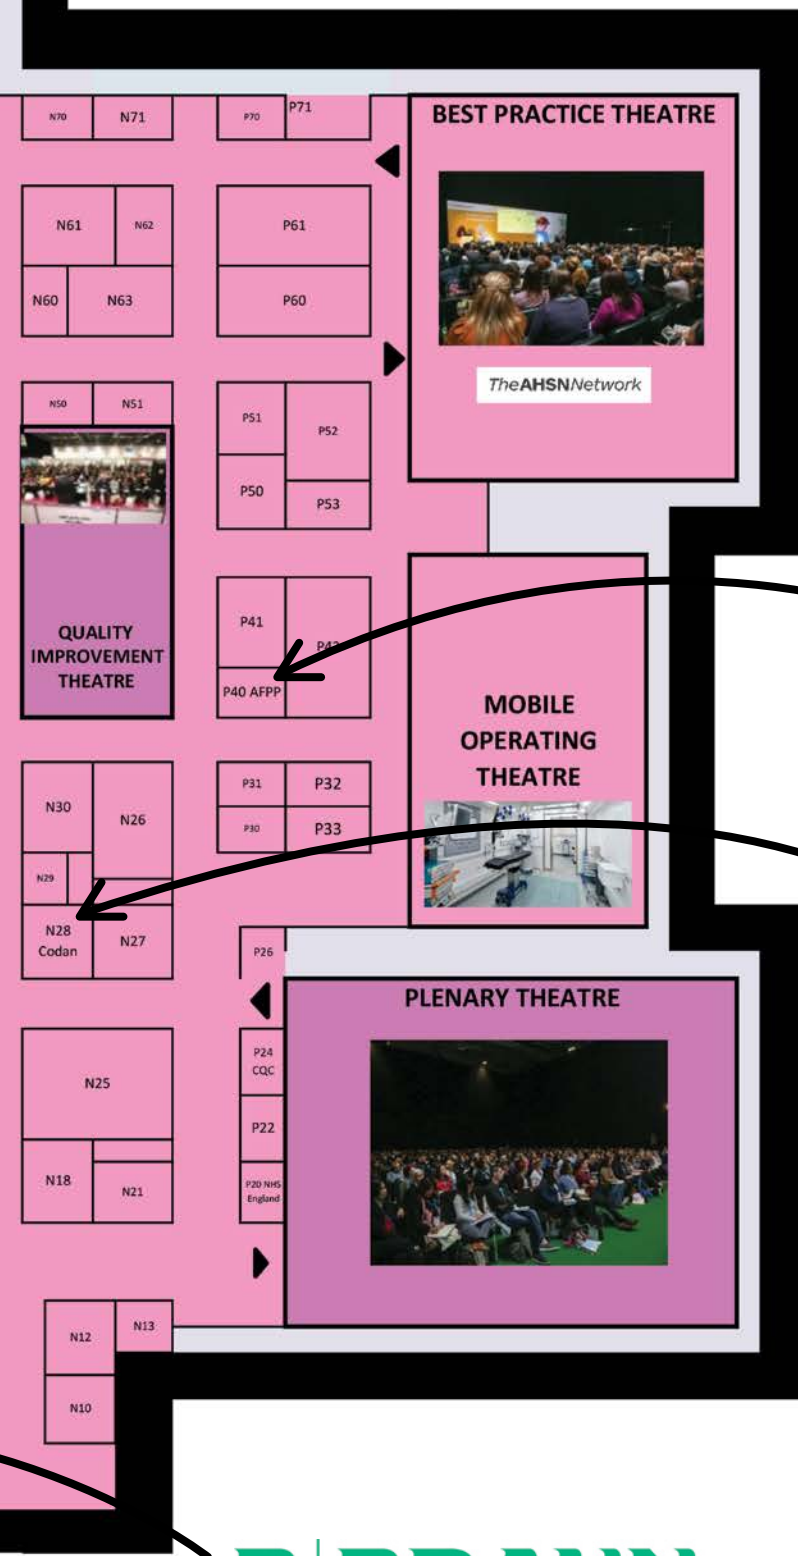 N70
N71
P70
P71
BEST PRACTICE THEATRE
N61
N62
P61
N60
N63
P60
TheAHSNNetwork
N50
N51
P51
P52
P50
P53
QUALITY
IMPROVEMENT
THEATRE
P41
P42
P40 AFPP
MOBILE
OPERATING
THEATRE
N30
N26
P31
P32
P30
P33
N29
N28
Codan
N27
P26
PLENARY THEATRE
N25
P24
CQC
P22
N18
N21
P20 NHS
England
N12
N13
N10